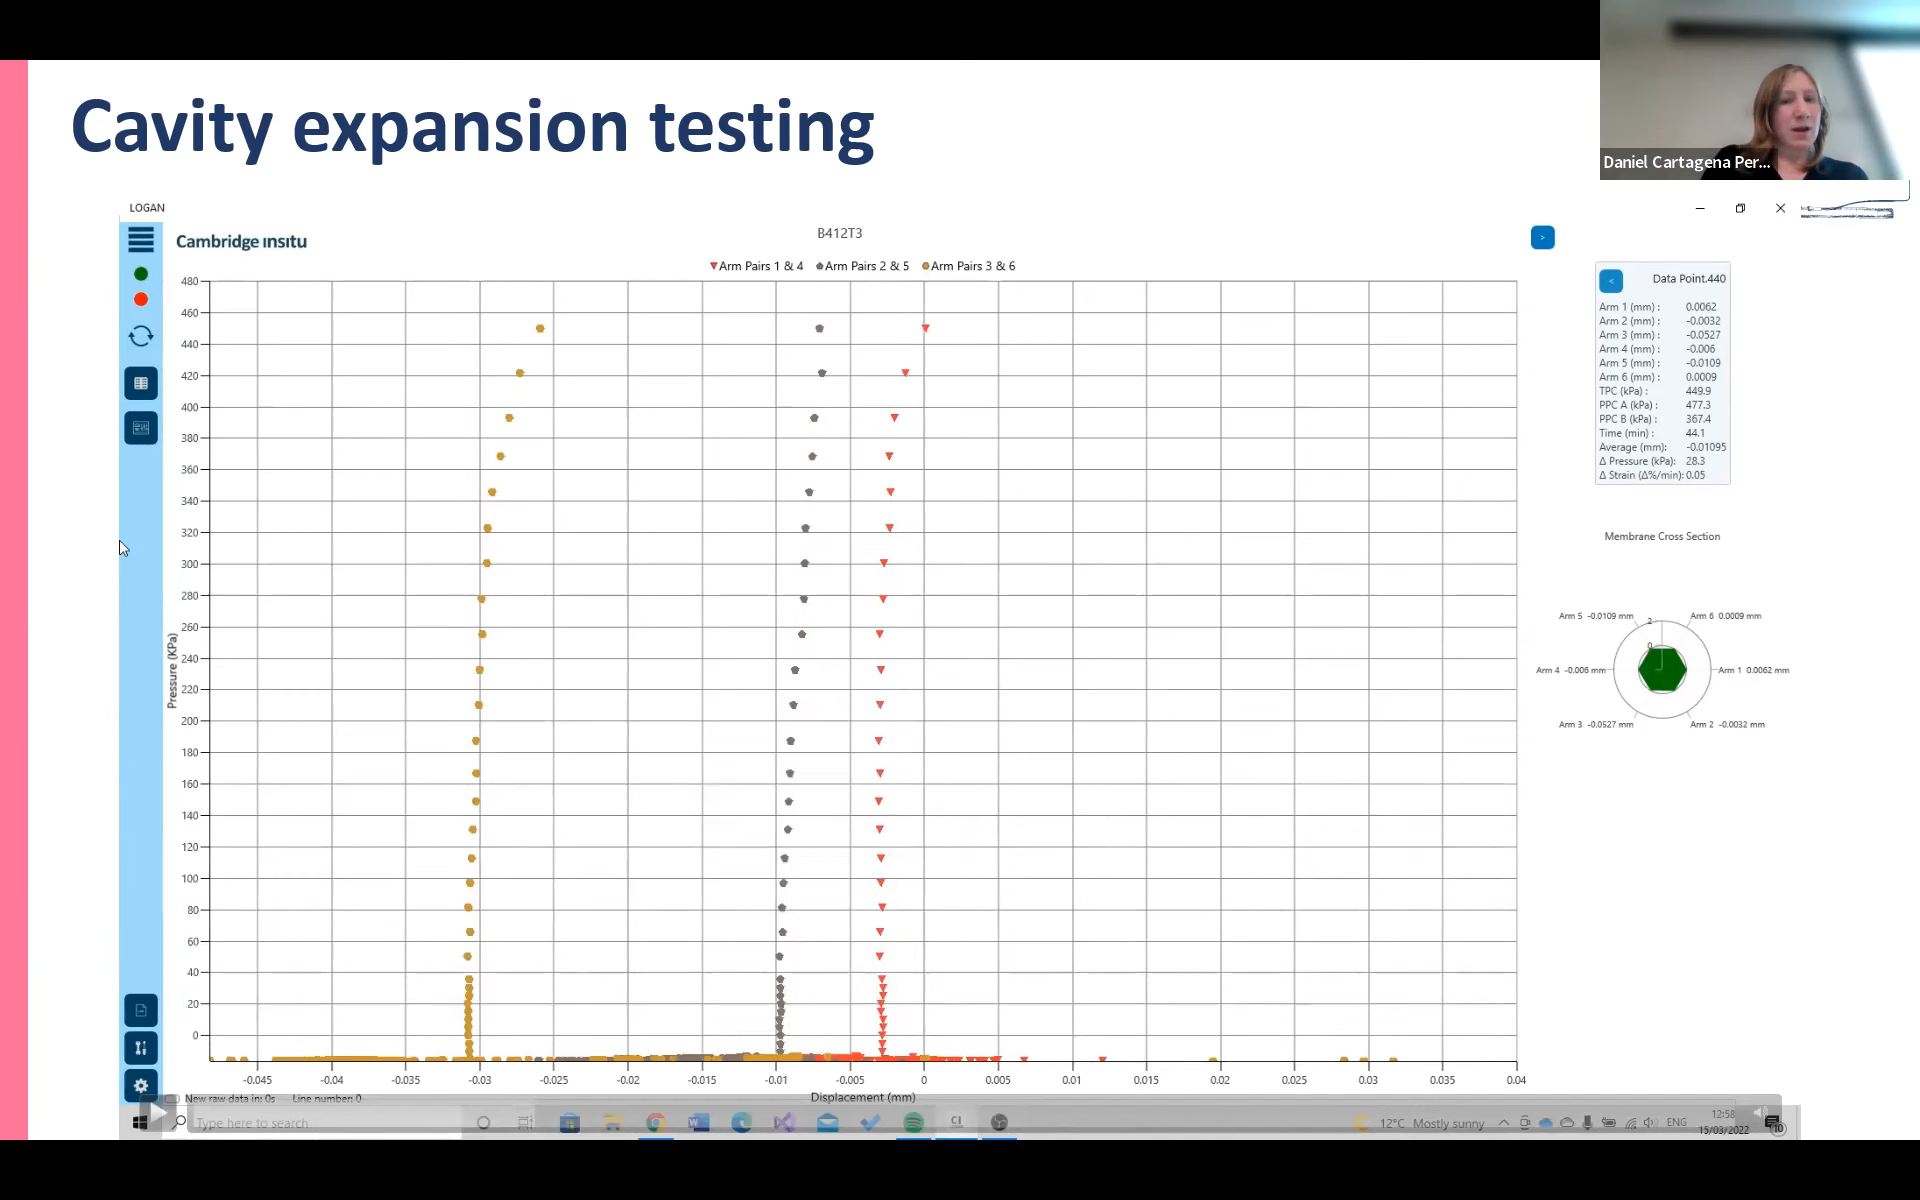 Cavity expansion testing
Daniel Cartagena Per...
LOGAN
Cambridge Insitu
B412T3
Arm Pairs 1 & 4 Arm Pairs 2 & 5 Arm Pairs 3 & 6
480
460
440
420
400
380
360
340
320
300
280
260
240
220
200
180
160
140
120
100
80
60
40
20
0
Pressure (KPa)
-0.045 -0.04 -0.035 -0.03 -0.025 -0.02 -0.015 -0.01 -0.005 0 0.005 0.01 0.015 0.02 0.025 0.03 0.035 0.04
Displacement (mm)
New raw data in: 0s Line number: 0
> 
< Data Point.440
Arm 1 (mm) : 0.0062
Arm 2 (mm) : -0.0032
Arm 3 (mm) : -0.0527
Arm 4 (mm) : -0.006
Arm 5 (mm) : -0.0109
Arm 6 (mm) : 0.0009
TPC (kPa) : 449.9
PPC A (kPa) : 477.3
PPC B (kPa) : 367.4
Time (min) : 44.1
Average (mm): -0.01095
Δ Pressure (kPa): 28.3
Δ Strain (Δ%/min): 0.05
Membrane Cross Section
Arm 5 -0.0109 mm 2 Arm 6 0.0009 mm
0
Arm 4 -0.006 mm Arm 1 0.0062 mm
Arm 3 -0.0527 mm Arm 2 -0.0032 mm
Type here to search
CI
12°C Mostly sunny ENG
12:58
15/03/2022
10